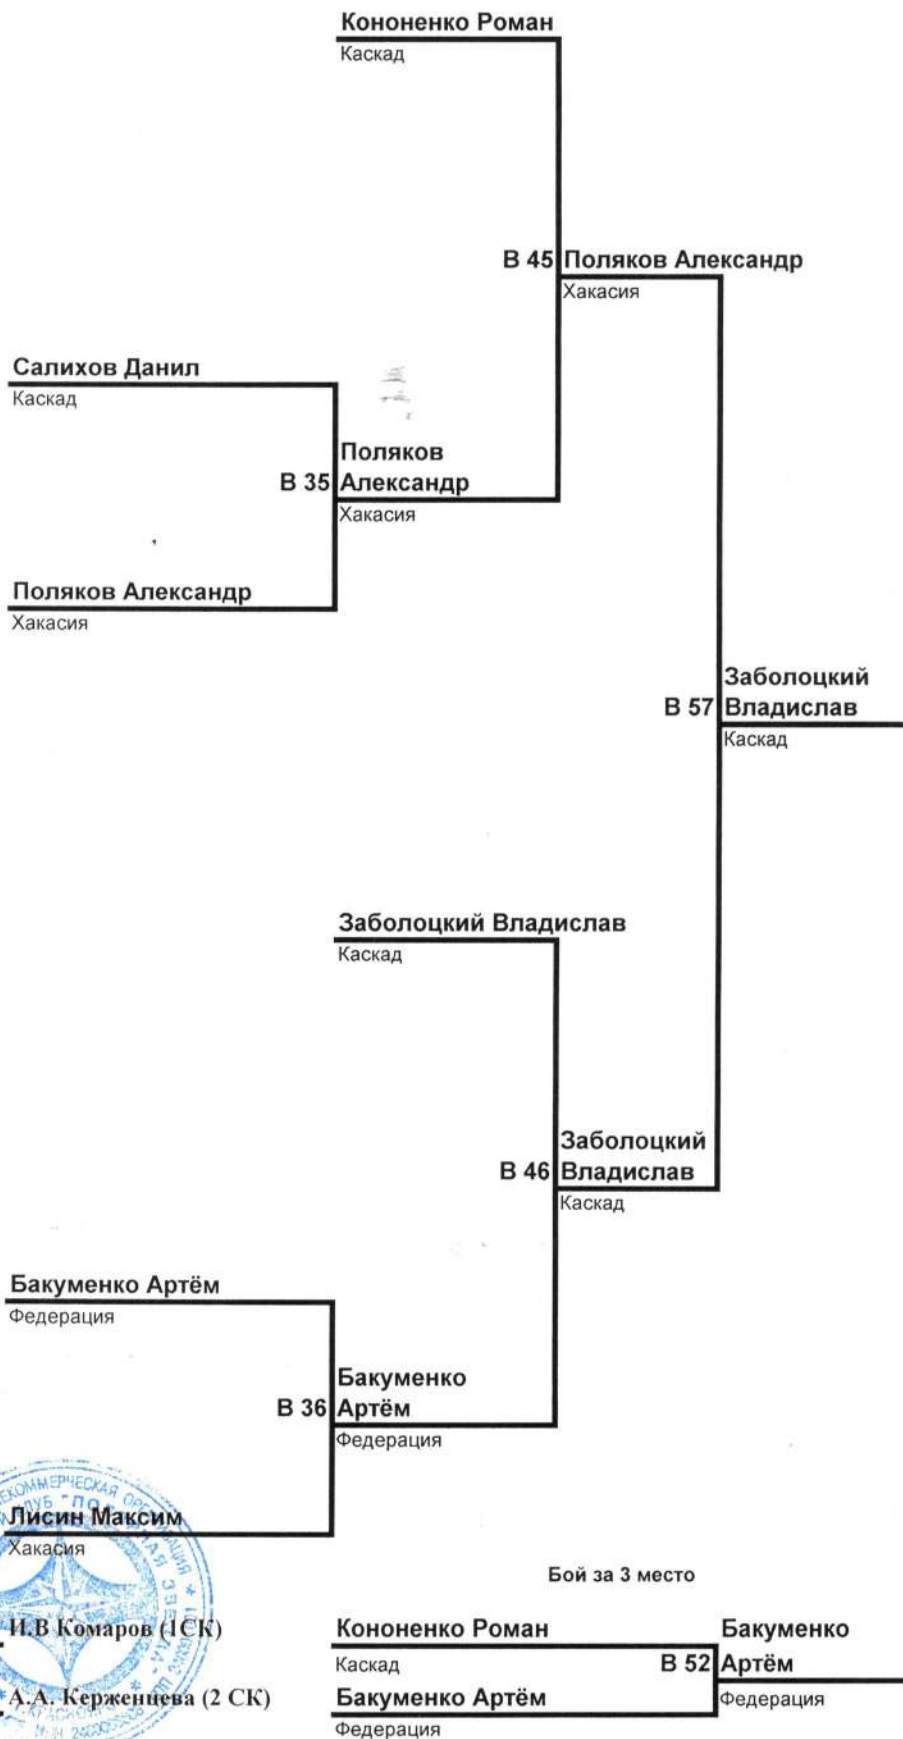 Кононенко Роман
Каскад
В 45 Поляков Александр
Хакасия
Салихов Данил
Каскад
Поляков
В 35 Александр
Хакасия
Поляков Александр
Хакасия
Заболоцкий
В 57 Владислав
Каскад
Заболоцкий Владислав
Каскад
Заболоцкий
В 46 Владислав
Каскад
Бакуменко Артём
Федерация
Бакуменко
В 36 Артём
Федерация
Лисин Максим
Хакасия
Бой за 3 место
И.В Комаров (1СК)
Кононенко Роман
Бакуменко
Каскад
В 52 Артём
А.А. Керженцева (2 СК)
Бакуменко Артём
Федерация
Федерация